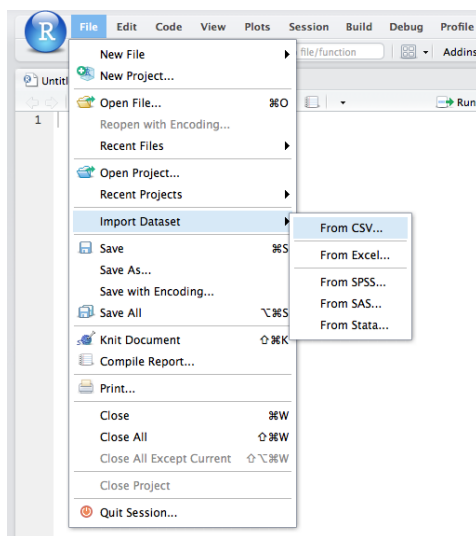 R
File Edit Code View Plots Session Build Debug Profile
New File
file/function
Addins
New Project...
Untitl
Open File... ⌘O
Run
1
Reopen with Encoding...
Recent Files
Open Project...
Recent Projects
Import Dataset
From CSV...
Save ⌘S
From Excel...
Save As...
From SPSS...
Save with Encoding...
From SAS...
Save All ⌥⌘S
From Stata...
Knit Document ⇧⌘K
Compile Report...
Print...
Close ⌘W
Close All ⇧⌘W
Close All Except Current ⇧⌥⌘W
Close Project
Quit Session...